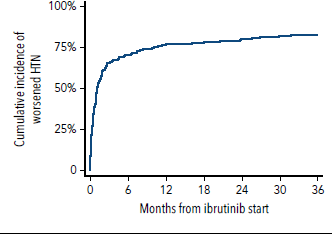 100%
75%
50%
25%
0
Cumulative incidence of
worsened HTN
0 6 12 18 24 30 36
Months from ibrutinib start